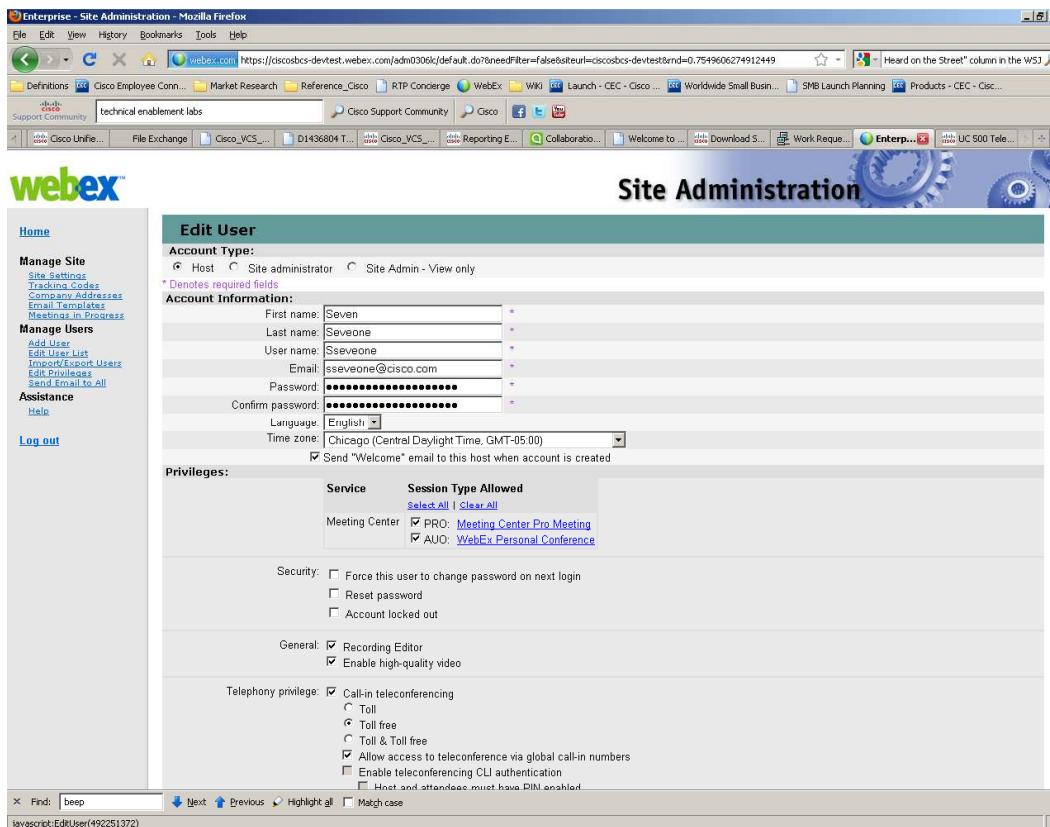 Enterprise - Site Administration - Mozilla Firefox
File Edit View History Bookmarks Tools Help
webex.com https://ciscosbcs-devtest.webex.com/adm0306lc/default.do?needFilter=false&siteurl=ciscosbcs-devtest&rnd=0.7549606274912449
Heard on the Street" column in the WSJ
Definitions Cisco Employee Conn... Market Research Reference_Cisco RTP Concierge WebEx WiKi Launch - CEC - Cisco ... Worldwide Small Busin... SMB Launch Planning Products - CEC - Cisc...
cisco Support Community technical enablement labs Cisco Support Community Cisco
Cisco Unifie... File Exchange Cisco_VCS_... D1436804 T... Cisco_VCS_... Reporting E... Collaboratio... Welcome to ... Download S... Work Reque... Enterp... UC 500 Tele...
webex
Site Administration
Home
Manage Site
Site Settings
Tracking Codes
Company Addresses
Email Templates
Meetings in Progress
Manage Users
Add User
Edit User List
Import/Export Users
Edit Privileges
Send Email to All
Assistance
Help
Log out
Edit User
Account Type:
Host Site administrator Site Admin - View only
* Denotes required fields
Account Information:
First name: Seven *
Last name: Seveone *
User name: Sseveone *
Email: sseveone@cisco.com *
Password: ●●●●●●●●●●●●●●●●●●●● *
Confirm password: ●●●●●●●●●●●●●●●●●●●● *
Language: English
Time zone: Chicago (Central Daylight Time, GMT-05:00)
Send "Welcome" email to this host when account is created
Privileges:
Service Session Type Allowed
Select All | Clear All
Meeting Center PRO: Meeting Center Pro Meeting
AUO: WebEx Personal Conference
Security: Force this user to change password on next login
Reset password
Account locked out
General: Recording Editor
Enable high-quality video
Telephony privilege: Call-in teleconferencing
Toll
Toll free
Toll & Toll free
Allow access to teleconference via global call-in numbers
Enable teleconferencing CLI authentication
Host and attendees must have PIN enabled
× Find: beep Next Previous Highlight all Match case
javascript:EditUser(492251372)